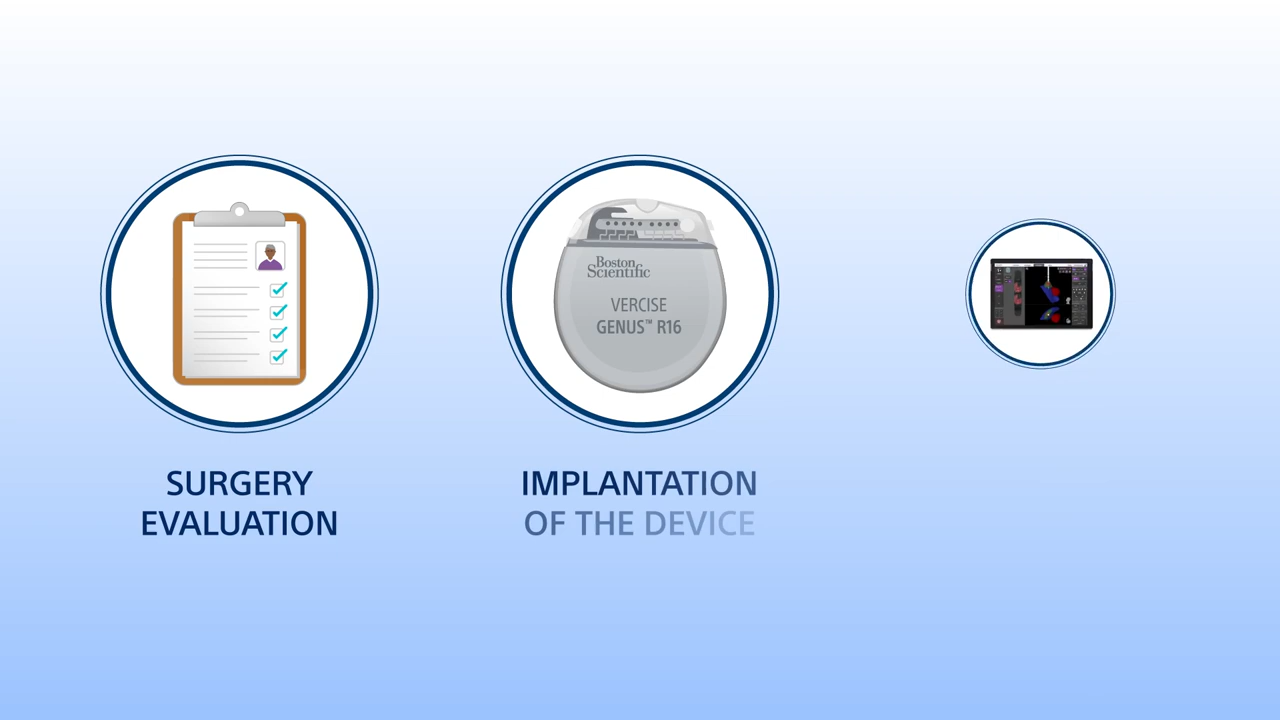 SURGERY
EVALUATION
Boston
Scientific
VERCISE
GENUS™ R16
IMPLANTATION
OF THE DEVICE